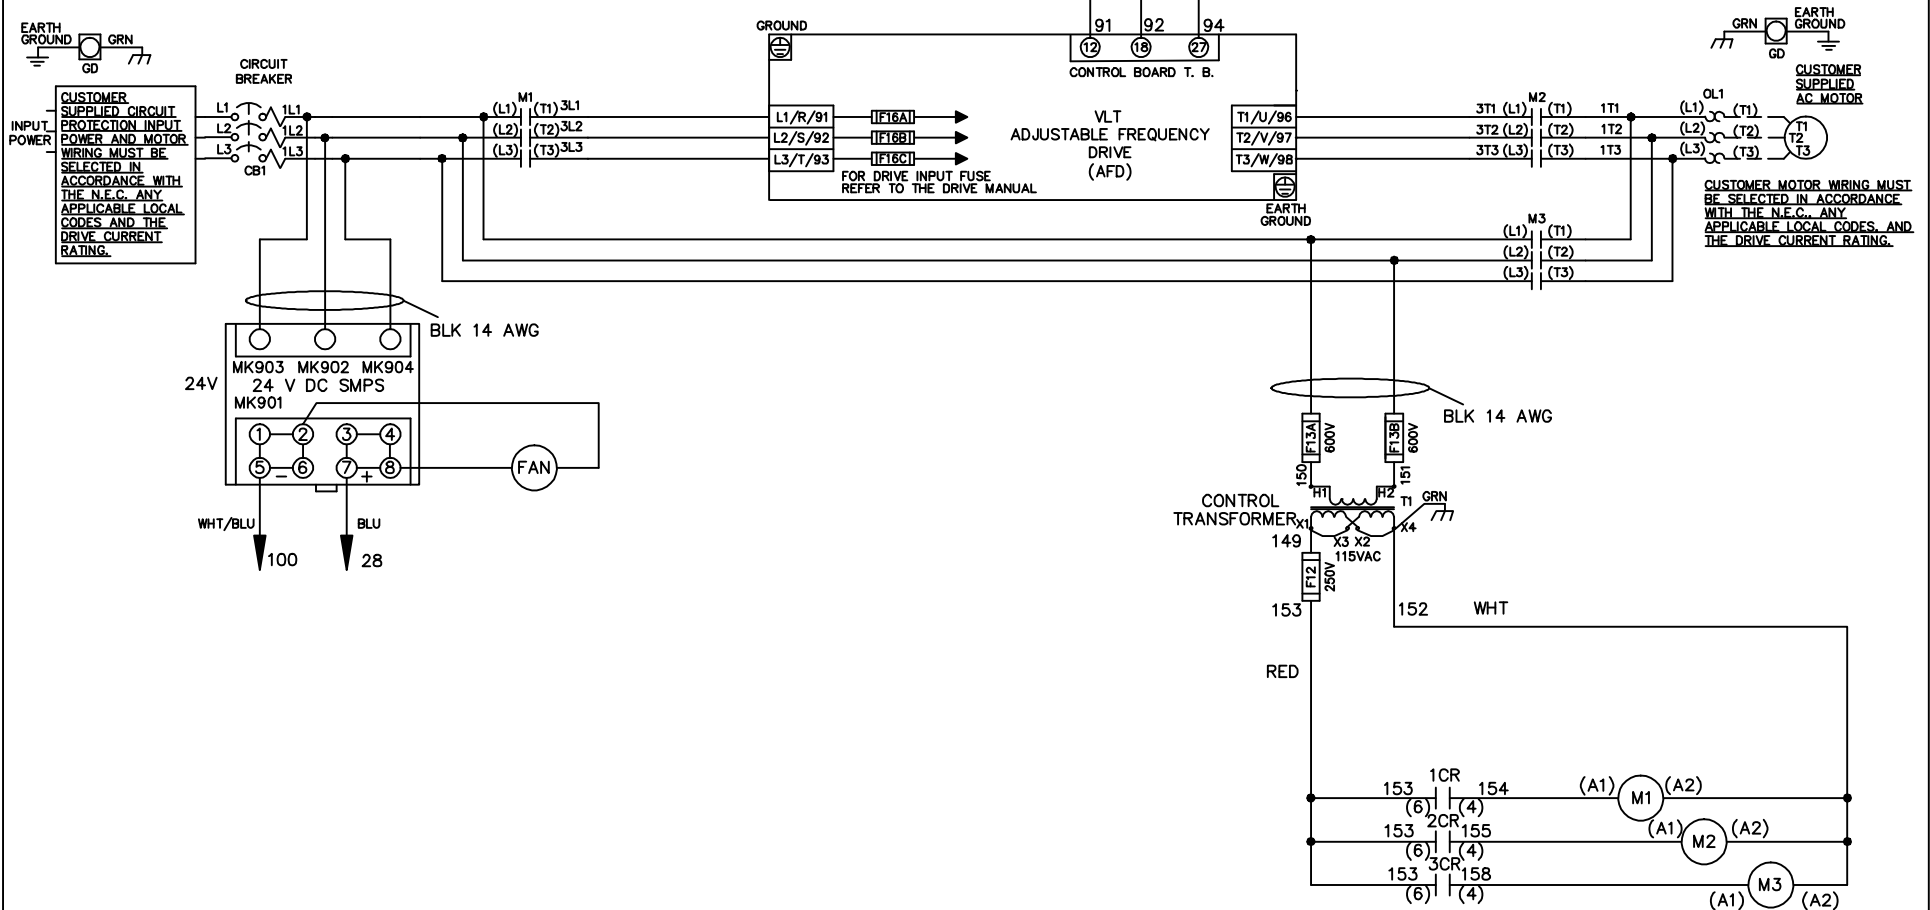 EARTH
GROUND
GRN
GD
CIRCUIT
BREAKER
CUSTOMER
SUPPLIED CIRCUIT
PROTECTION INPUT
POWER AND MOTOR
WIRING MUST BE
SELECTED IN
ACCORDANCE WITH
THE N.E.C. ANY
APPLICABLE LOCAL
CODES AND THE
DRIVE CURRENT
RATING.
INPUT
POWER
L1
L2
L3
1L1
1L2
1L3
CB1
M1
(L1) (T1) 3L1
(L2) (T2) 3L2
(L3) (T3) 3L3
GROUND
91 92 94
12 18 27
CONTROL BOARD T. B.
L1/R/91
L2/S/92
L3/T/93
F16A
F16B
F16C
FOR DRIVE INPUT FUSE
REFER TO THE DRIVE MANUAL
VLT
ADJUSTABLE FREQUENCY
DRIVE
(AFD)
T1/U/96
T2/V/97
T3/W/98
EARTH
GROUND
M2
3T1 (L1) (T1) 1T1
3T2 (L2) (T2) 1T2
3T3 (L3) (T3) 1T3
M3
(L1) (T1)
(L2) (T2)
(L3) (T3)
GRN
EARTH
GROUND
GD
CUSTOMER
SUPPLIED
AC MOTOR
OL1
(L1) (T1)
(L2) (T2)
(L3) (T3)
T1
T2
T3
CUSTOMER MOTOR WIRING MUST
BE SELECTED IN ACCORDANCE
WITH THE N.E.C., ANY
APPLICABLE LOCAL CODES, AND
THE DRIVE CURRENT RATING.
BLK 14 AWG
MK903 MK902 MK904
24V
24 V DC SMPS
MK901
1 2 3 4
5 - 6 7 + 8
FAN
WHT/BLU
BLU
100
28
BLK 14 AWG
F13A
600V
F13B
600V
150
151
H1
H2
T1
GRN
CONTROL
TRANSFORMER
X1
X3 X2
X4
115VAC
149
F12
250V
153
152
WHT
RED
1CR
153 154
(6) (4)
(A1) M1 (A2)
2CR
153 155
(6) (4)
(A1) M2 (A2)
3CR
153 158
(6) (4)
(A1) M3 (A2)